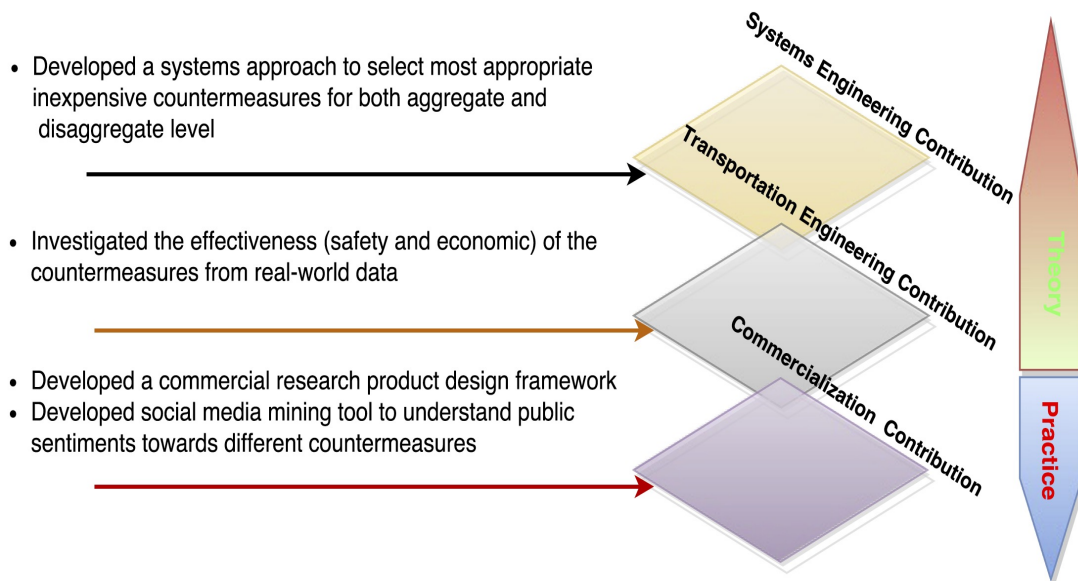 • Developed a systems approach to select most appropriate
inexpensive countermeasures for both aggregate and
disaggregate level
Systems Engineering Contribution
• Investigated the effectiveness (safety and economic) of the
countermeasures from real-world data
Transportation Engineering Contribution
• Developed a commercial research product design framework
• Developed social media mining tool to understand public
sentiments towards different countermeasures
Commercialization Contribution
Theory
Practice